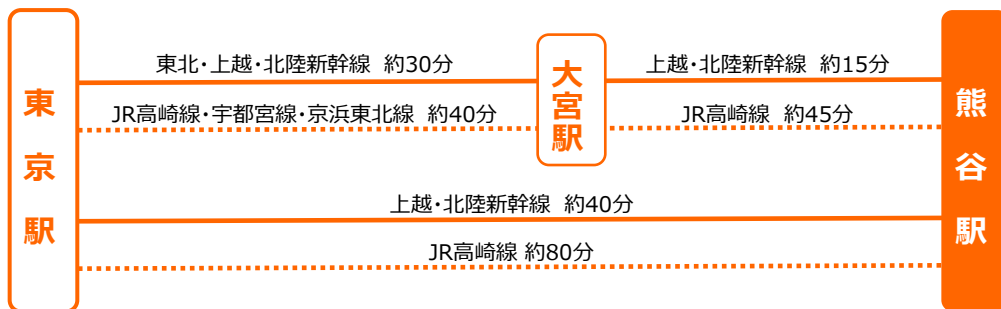 東京駅
東北・上越・北陸新幹線 約30分
JR高崎線・宇都宮線・京浜東北線 約40分
大宮駅
上越・北陸新幹線 約15分
JR高崎線 約45分
上越・北陸新幹線 約40分
JR高崎線 約80分
熊谷駅